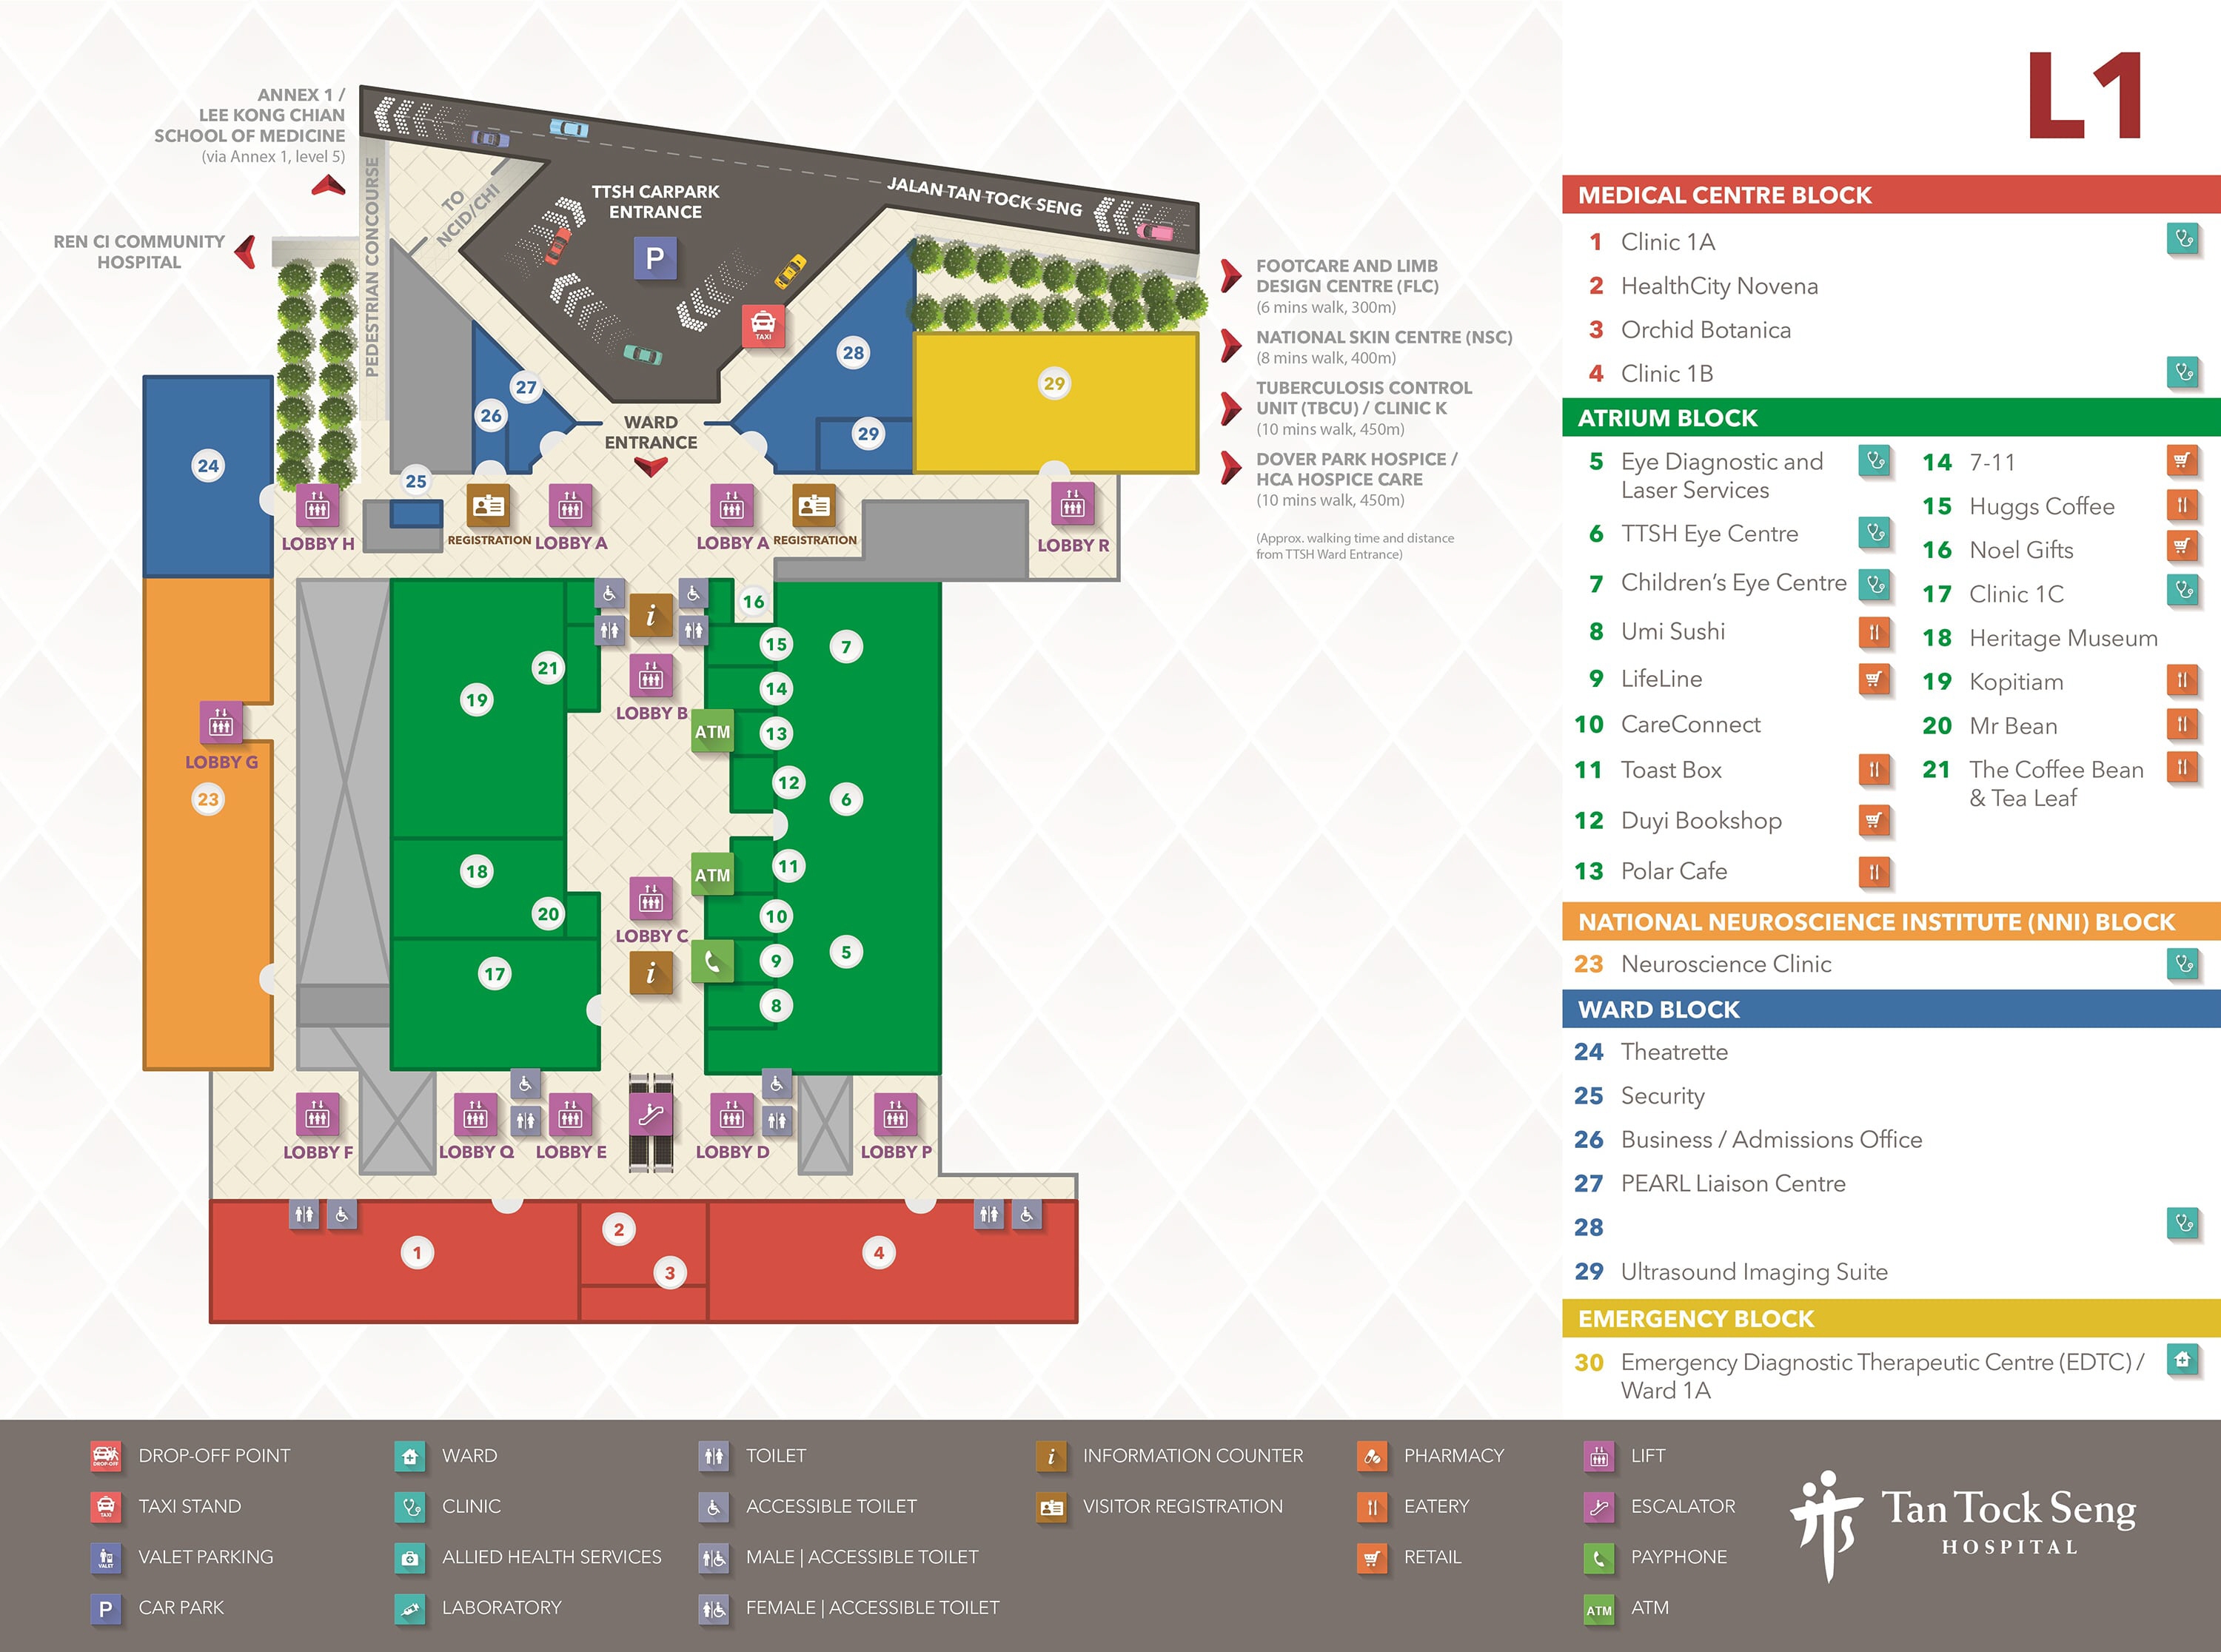 L1
ANNEX 1 /
LEE KONG CHIAN
SCHOOL OF MEDICINE
(via Annex 1, level 5)
REN CI COMMUNITY
HOSPITAL
PEDESTRIAN CONCOURSE
TO
NCID/CHI
TTSH CARPARK
ENTRANCE
P
JALAN TAN TOCK SENG
TAXI
FOOTCARE AND LIMB
DESIGN CENTRE (FLC)
(6 mins walk, 300m)
NATIONAL SKIN CENTRE (NSC)
(8 mins walk, 400m)
TUBERCULOSIS CONTROL
UNIT (TBCU) / CLINIC K
(10 mins walk, 450m)
DOVER PARK HOSPICE /
HCA HOSPICE CARE
(10 mins walk, 450m)
(Approx. walking time and distance
from TTSH Ward Entrance)
28
29
27
26
29
WARD
ENTRANCE
24
25
LOBBY H
REGISTRATION
LOBBY A
LOBBY A
REGISTRATION
LOBBY R
i
16
15
7
21
19
14
LOBBY B
ATM
13
LOBBY G
12
23
6
ATM
11
18
20
10
LOBBY C
9
5
17
i
8
LOBBY F
LOBBY Q
LOBBY E
LOBBY D
LOBBY P
1
2
3
4
MEDICAL CENTRE BLOCK
1 Clinic 1A
2 HealthCity Novena
3 Orchid Botanica
4 Clinic 1B
ATRIUM BLOCK
5 Eye Diagnostic and
Laser Services
6 TTSH Eye Centre
7 Children's Eye Centre
8 Umi Sushi
9 LifeLine
10 CareConnect
11 Toast Box
12 Duyi Bookshop
13 Polar Cafe
14 7-11
15 Huggs Coffee
16 Noel Gifts
17 Clinic 1C
18 Heritage Museum
19 Kopitiam
20 Mr Bean
21 The Coffee Bean
& Tea Leaf
NATIONAL NEUROSCIENCE INSTITUTE (NNI) BLOCK
23 Neuroscience Clinic
WARD BLOCK
24 Theatrette
25 Security
26 Business / Admissions Office
27 PEARL Liaison Centre
28
29 Ultrasound Imaging Suite
EMERGENCY BLOCK
30 Emergency Diagnostic Therapeutic Centre (EDTC) /
Ward 1A
DROP-OFF DROP-OFF POINT
TAXI TAXI STAND
VALET VALET PARKING
P CAR PARK
WARD
CLINIC
ALLIED HEALTH SERVICES
LABORATORY
TOILET
ACCESSIBLE TOILET
MALE | ACCESSIBLE TOILET
FEMALE | ACCESSIBLE TOILET
i INFORMATION COUNTER
VISITOR REGISTRATION
PHARMACY
EATERY
RETAIL
LIFT
ESCALATOR
PAYPHONE
ATM ATM
Tan Tock Seng
HOSPITAL